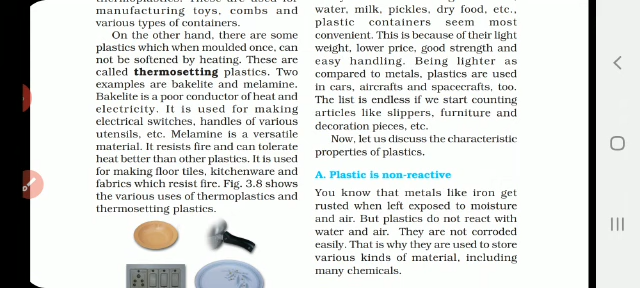 thermoplastics. These are used for
manufacturing toys, combs and
various types of containers.
On the other hand, there are some
plastics which when moulded once, can
not be softened by heating. These are
called thermosetting plastics. Two
examples are bakelite and melamine.
Bakelite is a poor conductor of heat and
electricity. It is used for making
electrical switches, handles of various
utensils, etc. Melamine is a versatile
material. It resists fire and can tolerate
heat better than other plastics. It is used
for making floor tiles, kitchenware and
fabrics which resist fire. Fig. 3.8 shows
the various uses of thermoplastics and
thermosetting plastics.
water, milk, pickles, dry food, etc.,
plastic containers seem most
convenient. This is because of their light
weight, lower price, good strength and
easy handling. Being lighter as
compared to metals, plastics are used
in cars, aircrafts and spacecrafts, too.
The list is endless if we start counting
articles like slippers, furniture and
decoration pieces, etc.
Now, let us discuss the characteristic
properties of plastics.
A. Plastic is non-reactive
You know that metals like iron get
rusted when left exposed to moisture
and air. But plastics do not react with
water and air. They are not corroded
easily. That is why they are used to store
various kinds of material, including
many chemicals.